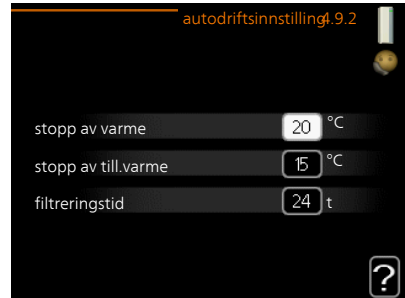 autodriftsinnstilling4.9.2
stopp av varme 20 °C
stopp av till.varme 15 °C
filtreringstid 24 t
?